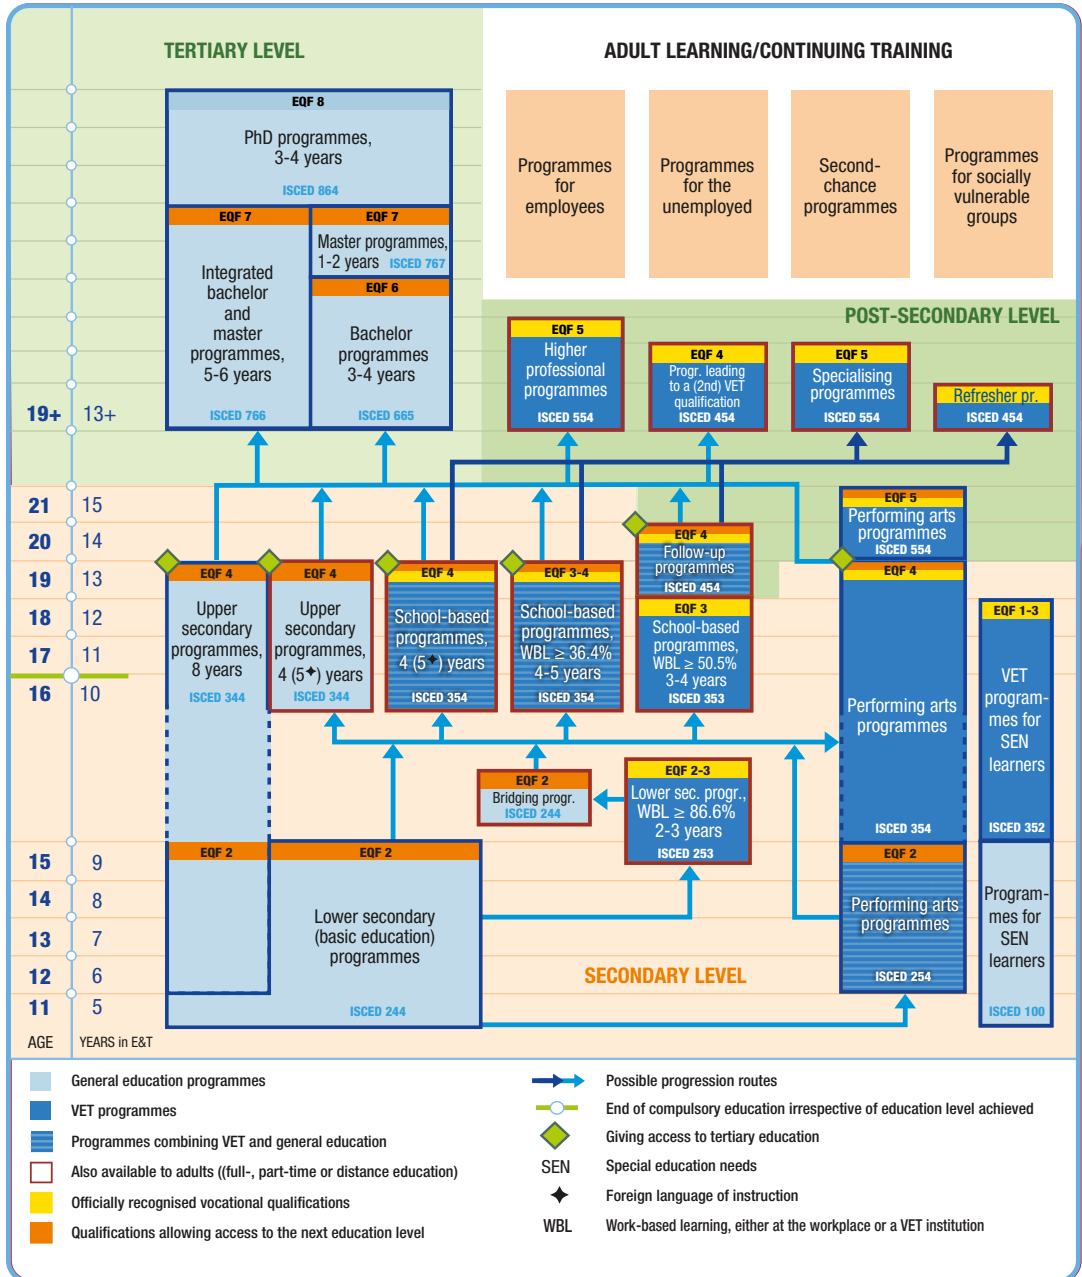 TERTIARY LEVEL
ADULT LEARNING/CONTINUING TRAINING
EQF 8
PhD programmes,
3-4 years
ISCED 864
EQF 7
Integrated
bachelor
and
master
programmes,
5-6 years
ISCED 766
EQF 7
Master programmes,
1-2 years ISCED 767
EQF 6
Bachelor
programmes
3-4 years
ISCED 665
Programmes
for
employees
Programmes
for the
unemployed
Second-
chance
programmes
Programmes
for socially
vulnerable
groups
POST-SECONDARY LEVEL
EQF 5
Higher
professional
programmes
ISCED 554
EQF 4
Progr. leading
to a (2nd) VET
qualification
ISCED 454
EQF 5
Specialising
programmes
ISCED 554
Refresher pr.
ISCED 454
19+ 13+
21 15
20 14
19 13
18 12
17 11
16 10
15 9
14 8
13 7
12 6
11 5
AGE YEARS in E&T
EQF 4
Upper
secondary
programmes,
8 years
ISCED 344
EQF 4
Upper
secondary
programmes,
4 (5✦) years
ISCED 344
EQF 4
School-based
programmes,
4 (5✦) years
ISCED 354
EQF 3-4
School-based
programmes,
WBL ≥ 36.4%
4-5 years
ISCED 354
EQF 4
Follow-up
programmes
ISCED 454
EQF 3
School-based
programmes,
WBL ≥ 50.5%
3-4 years
ISCED 353
EQF 5
Performing arts
programmes
ISCED 554
EQF 4
Performing arts
programmes
ISCED 354
EQF 2
Performing arts
programmes
ISCED 254
EQF 1-3
VET
program-
mes for
SEN
learners
ISCED 352
Program-
mes for
SEN
learners
ISCED 100
EQF 2
Bridging progr.
ISCED 244
EQF 2-3
Lower sec. progr.,
WBL ≥ 86.6%
2-3 years
ISCED 253
EQF 2
EQF 2
Lower secondary
(basic education)
programmes
ISCED 244
SECONDARY LEVEL
General education programmes
VET programmes
Programmes combining VET and general education
Also available to adults ((full-, part-time or distance education)
Officially recognised vocational qualifications
Qualifications allowing access to the next education level
Possible progression routes
End of compulsory education irrespective of education level achieved
Giving access to tertiary education
SEN Special education needs
✦ Foreign language of instruction
WBL Work-based learning, either at the workplace or a VET institution